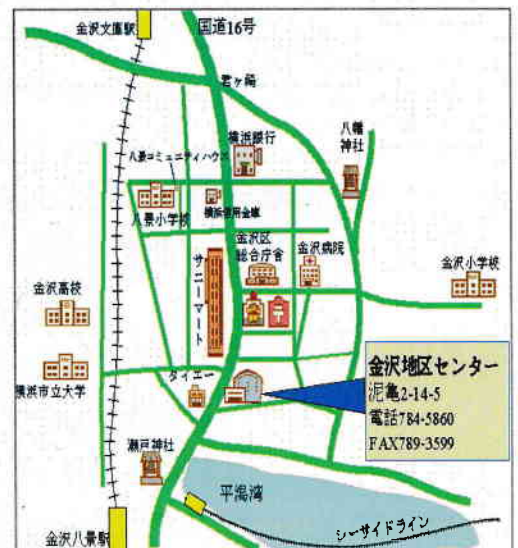 金沢文庫駅
国道16号
君ヶ崎
横浜銀行
八幡
神社
八景コミュニティハウス
八景小学校
横浜信用金庫
金沢区
総合庁舎
金沢病院
金沢小学校
サニーマート
金沢高校
横浜市立大学
ダイエー
金沢地区センター
泥亀2-14-5
電話784-5860
FAX789-3599
瀬戸神社
平潟湾
シーサイドライン
金沢八景駅